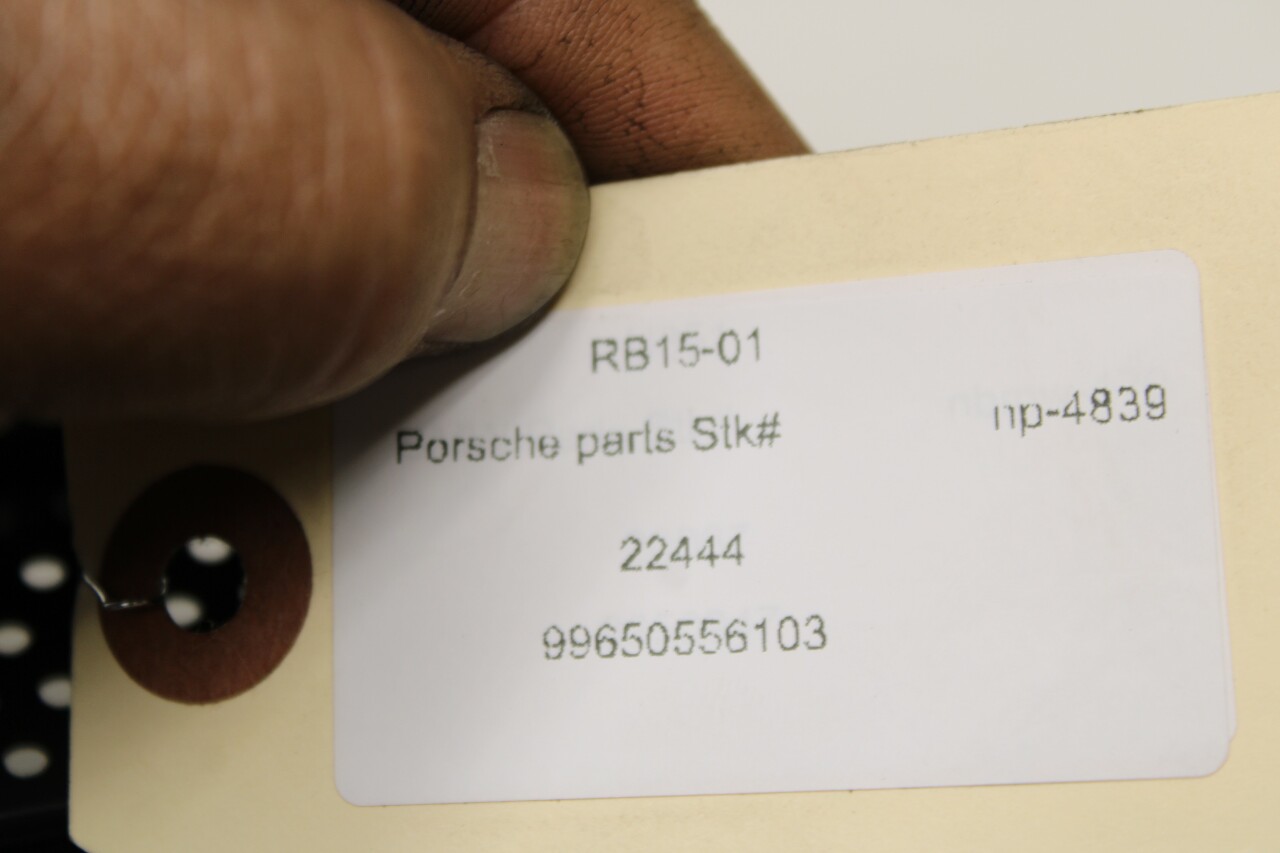 RB15-01
np-4839
Porsche parts Stk#
22444
99650556103